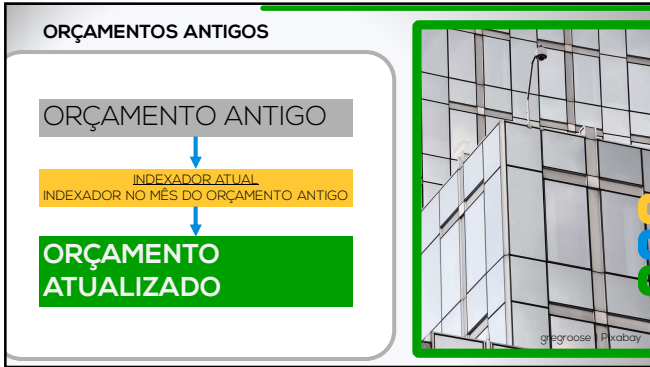 ORÇAMENTOS ANTIGOS
ORÇAMENTO ANTIGO
INDEXADOR ATUAL
INDEXADOR NO MÊS DO ORÇAMENTO ANTIGO
ORÇAMENTO
ATUALIZADO
gregroose | Pixabay